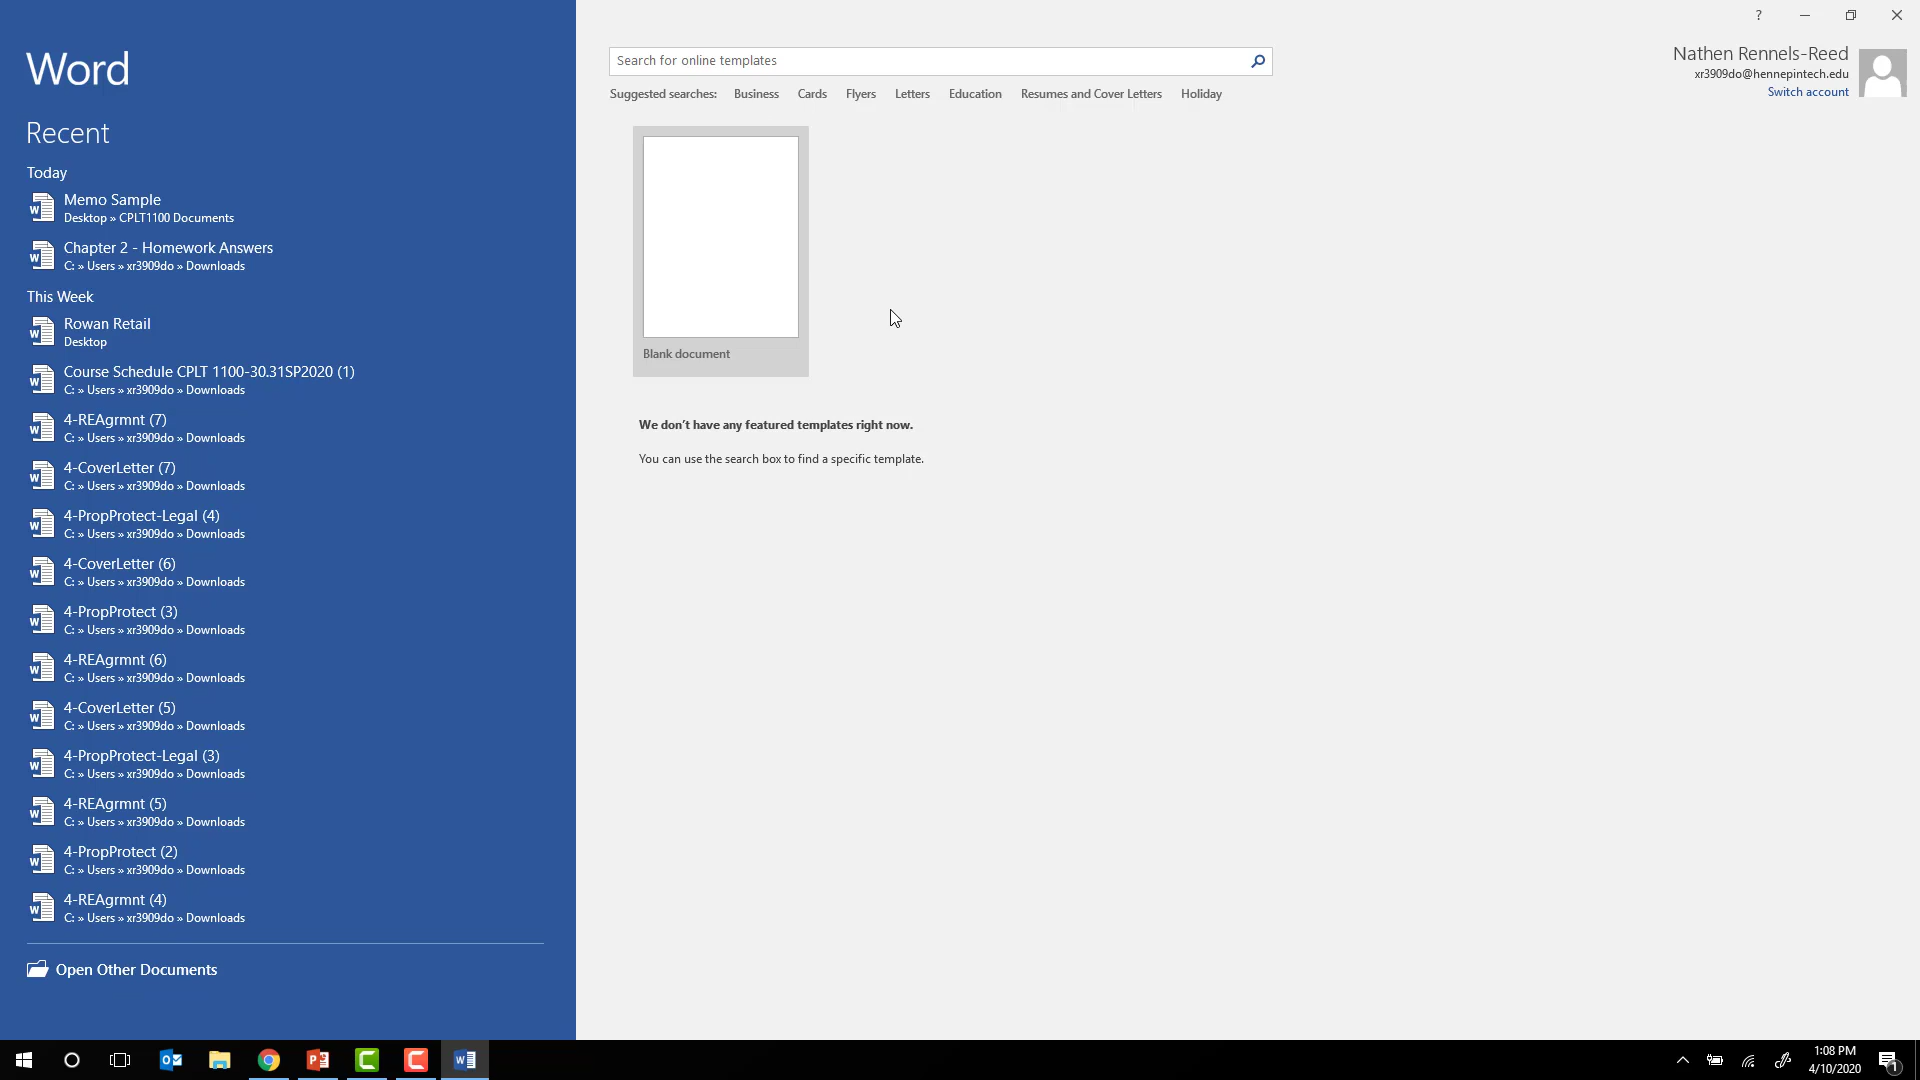 Word
Recent
Today
Memo Sample
Desktop » CPLT1100 Documents
Chapter 2 - Homework Answers
C: » Users » xr3909do » Downloads
This Week
Rowan Retail
Desktop
Course Schedule CPLT 1100-30.31SP2020 (1)
C: » Users » xr3909do » Downloads
4-REAgrmnt (7)
C: » Users » xr3909do » Downloads
4-CoverLetter (7)
C: » Users » xr3909do » Downloads
4-PropProtect-Legal (4)
C: » Users » xr3909do » Downloads
4-CoverLetter (6)
C: » Users » xr3909do » Downloads
4-PropProtect (3)
C: » Users » xr3909do » Downloads
4-REAgrmnt (6)
C: » Users » xr3909do » Downloads
4-CoverLetter (5)
C: » Users » xr3909do » Downloads
4-PropProtect-Legal (3)
C: » Users » xr3909do » Downloads
4-REAgrmnt (5)
C: » Users » xr3909do » Downloads
4-PropProtect (2)
C: » Users » xr3909do » Downloads
4-REAgrmnt (4)
C: » Users » xr3909do » Downloads
Open Other Documents
?
Search for online templates
Suggested searches: Business Cards Flyers Letters Education Resumes and Cover Letters Holiday
Nathen Rennels-Reed
xr3909do@hennepintech.edu
Switch account
Blank document
We don't have any featured templates right now.
You can use the search box to find a specific template.
1:08 PM
4/10/2020
1